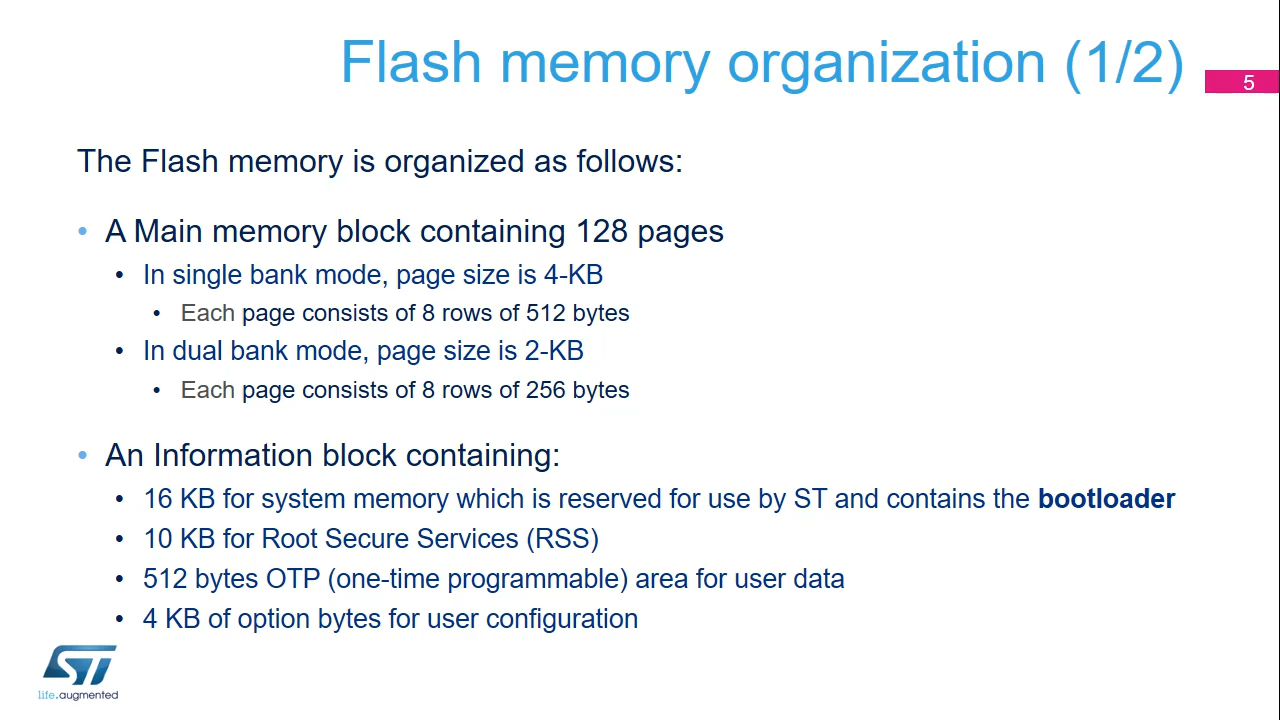 Flash memory organization (1/2)
5
The Flash memory is organized as follows:
• A Main memory block containing 128 pages
• In single bank mode, page size is 4-KB
• Each page consists of 8 rows of 512 bytes
• In dual bank mode, page size is 2-KB
• Each page consists of 8 rows of 256 bytes
• An Information block containing:
• 16 KB for system memory which is reserved for use by ST and contains the bootloader
• 10 KB for Root Secure Services (RSS)
• 512 bytes OTP (one-time programmable) area for user data
• 4 KB of option bytes for user configuration
ST
life.augmented